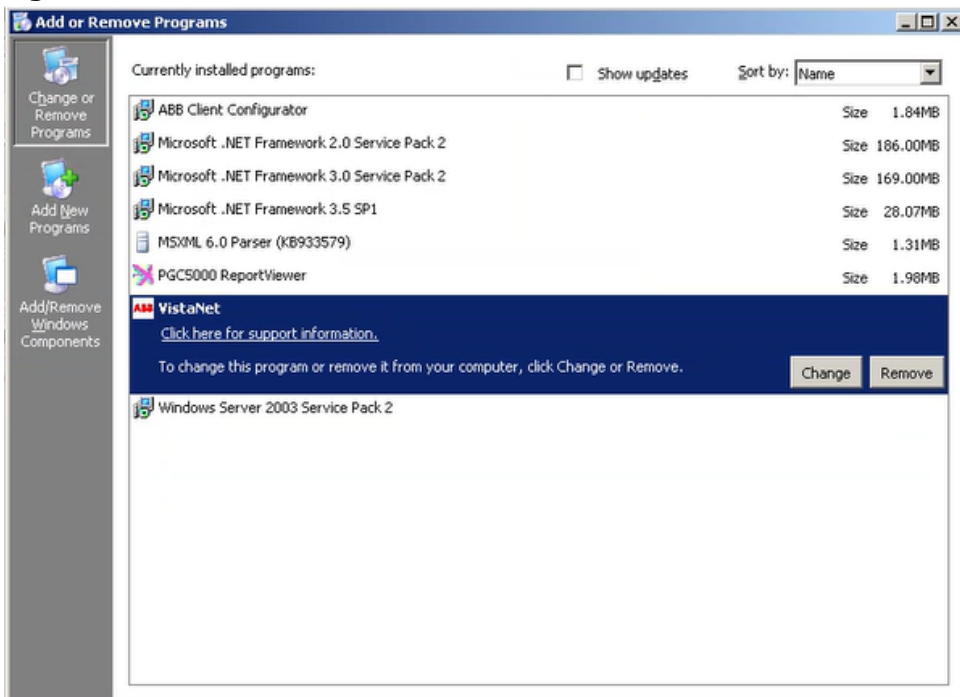 Add or Remove Programs
Change or
Remove
Programs
Add New
Programs
Add/Remove
Windows
Components
Currently installed programs:
Show updates
Sort by: Name
ABB Client Configurator Size 1.84MB
Microsoft .NET Framework 2.0 Service Pack 2 Size 186.00MB
Microsoft .NET Framework 3.0 Service Pack 2 Size 169.00MB
Microsoft .NET Framework 3.5 SP1 Size 28.07MB
MSXML 6.0 Parser (KB933579) Size 1.31MB
PGC5000 ReportViewer Size 1.98MB
ABB VistaNet
Click here for support information.
To change this program or remove it from your computer, click Change or Remove. Change Remove
Windows Server 2003 Service Pack 2